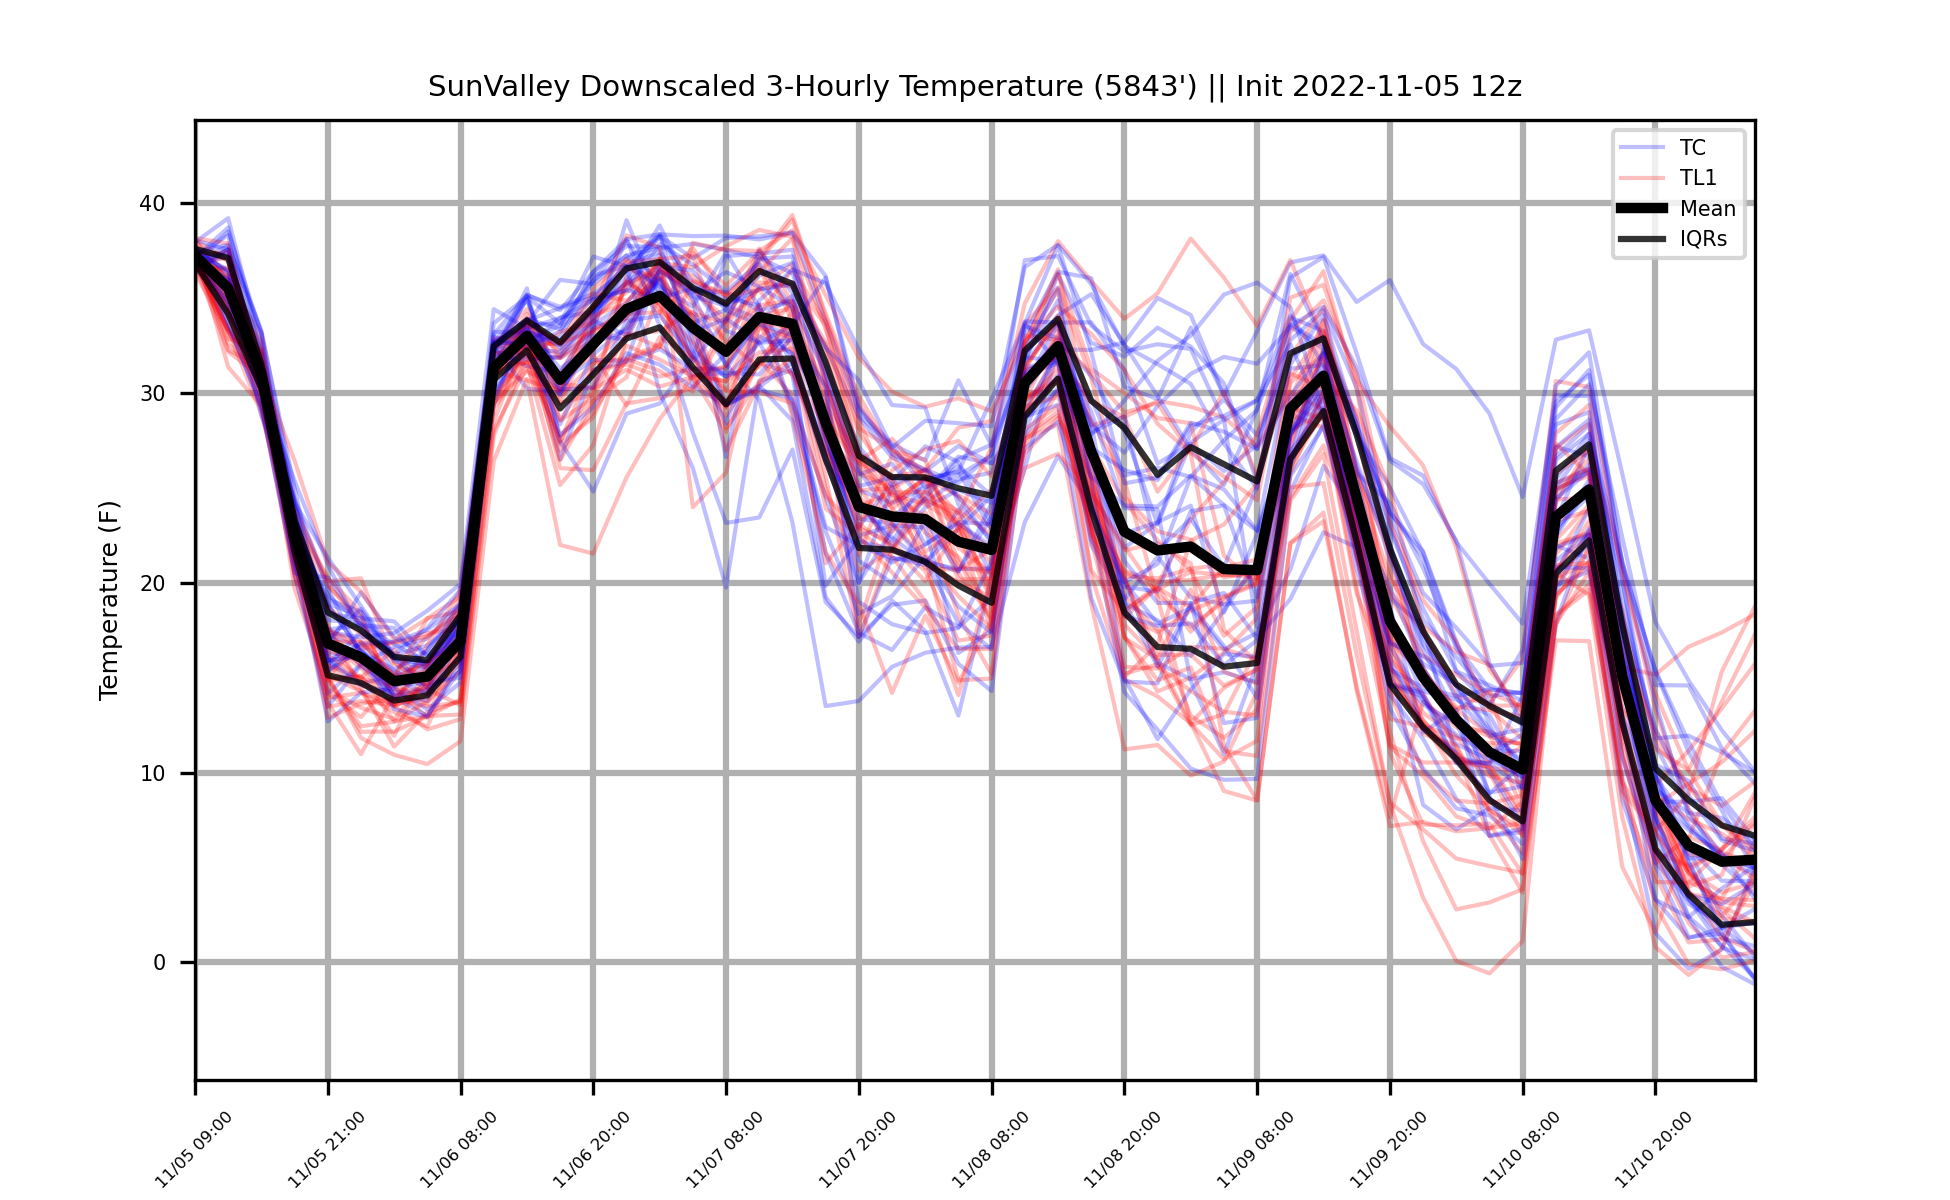 SunValley Downscaled 3-Hourly Temperature (5843') || Init 2022-11-05 12z
TC
TL1
Mean
IQRs
Temperature (F)
40
30
20
10
0
11/05 09:00
11/05 21:00
11/06 08:00
11/06 20:00
11/07 08:00
11/07 20:00
11/08 08:00
11/08 20:00
11/09 08:00
11/09 20:00
11/10 08:00
11/10 20:00